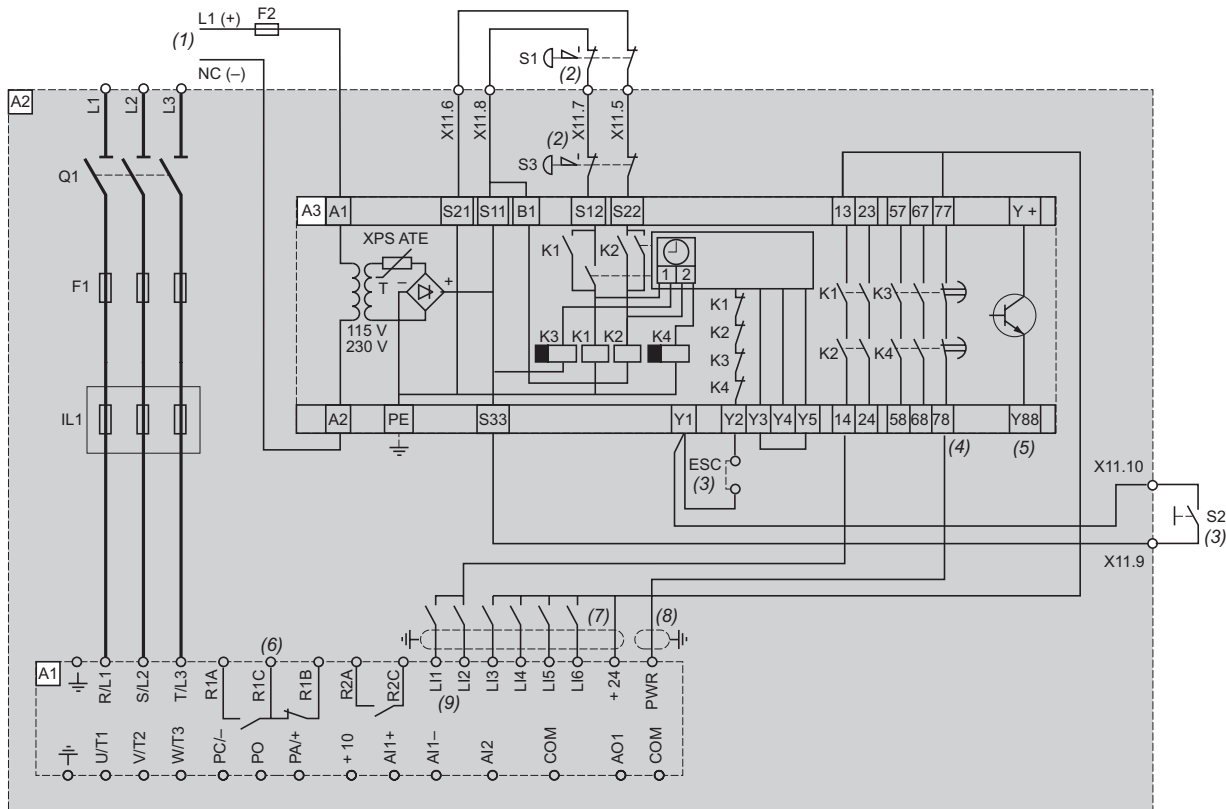 L1 (+)
F2
(1)
NC (–)
S1
(2)
A2
L1
L2
L3
X11.6
X11.8
X11.7
X11.5
(2)
S3
Q1
A3
A1
S21
S11
B1
S12
S22
13
23
57
67
77
Y +
XPS ATE
K1
K2
1
2
T
–
+
F1
K1
K3
K1
115 V
230 V
K3
K1
K2
K4
K2
K3
K4
K2
K4
IL1
A2
PE
S33
Y1
Y2
Y3
Y4
Y5
14
24
58
68
78
(4)
Y88
(5)
ESC
(3)
X11.10
S2
(3)
X11.9
(7)
(8)
(6)
A1
R/L1
S/L2
T/L3
R1A
R1C
R1B
R2A
R2C
LI1
LI2
LI3
LI4
LI5
LI6
+ 24
PWR
(9)
U/T1
V/T2
W/T3
PC/–
PO
PA/+
+ 10
AI1+
AI1–
AI2
COM
AO1
COM